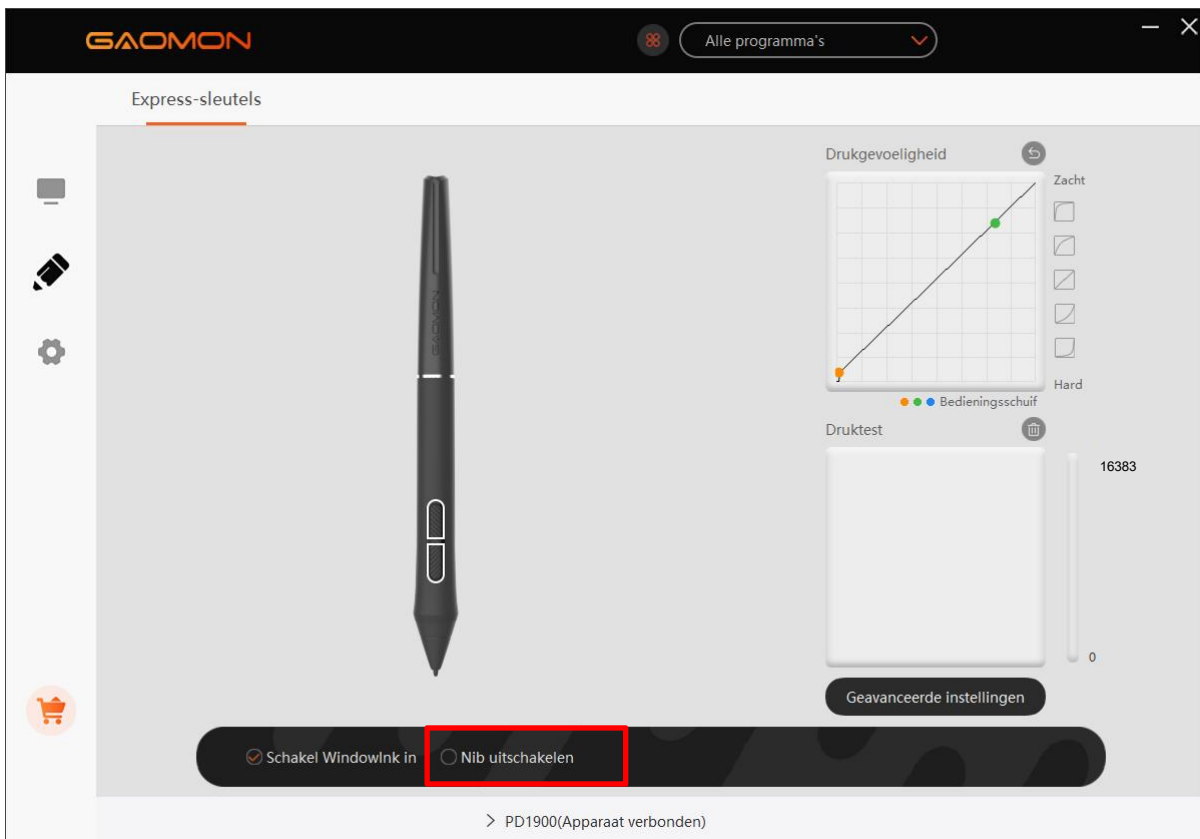 GAOMON
Alle programma's
Express-sleutels
Drukgevoeligheid
Zacht
GAOMON
Hard
Bedieningsschuif
Druktest
16383
0
Geavanceerde instellingen
Schakel WindowInk in
Nib uitschakelen
PD1900(Apparaat verbonden)